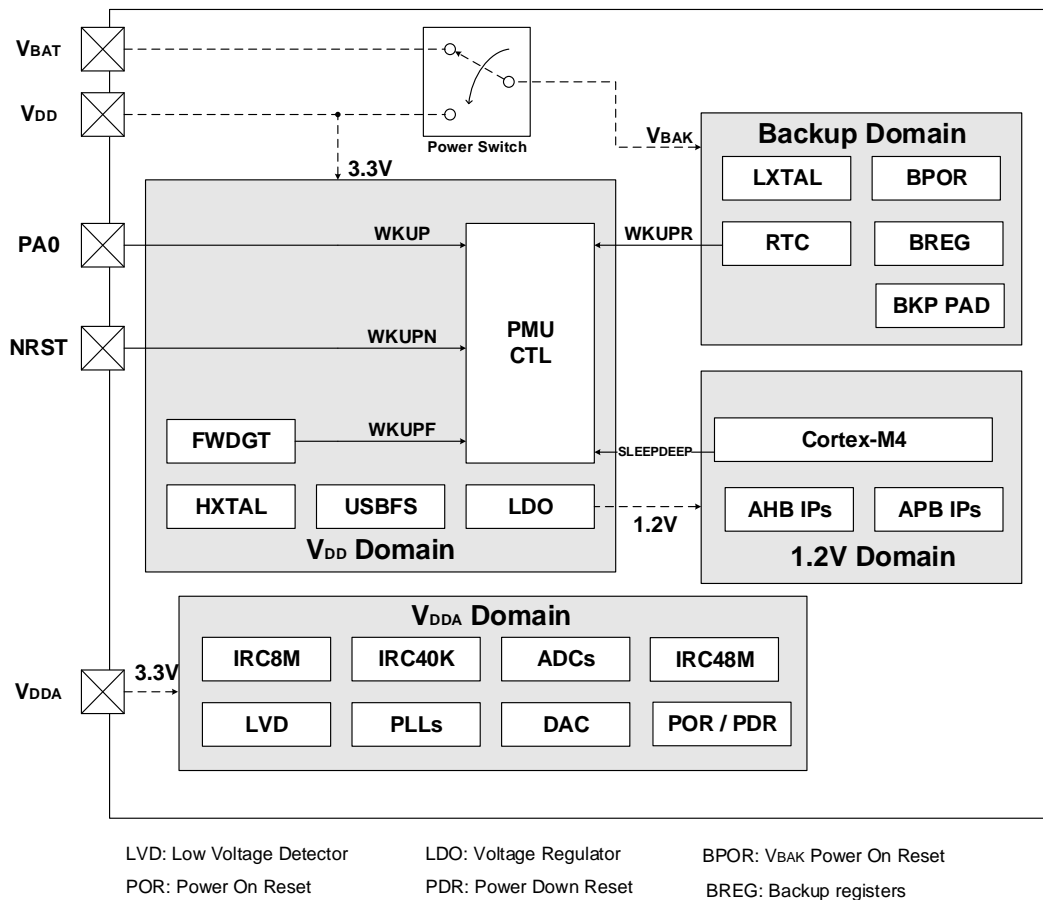 VBAT
VDD
Power Switch
3.3V
VBAK
Backup Domain
LXTAL
BPOR
RTC
BREG
BKP PAD
PA0
WKUP
WKUPR
NRST
WKUPN
PMU
CTL
FWDGT
WKUPF
SLEEPDEEP
Cortex-M4
HXTAL
USBFS
LDO
1.2V
AHB IPs
APB IPs
VDD Domain
1.2V Domain
VDDA Domain
VDDA
3.3V
IRC8M
IRC40K
ADCs
IRC48M
LVD
PLLs
DAC
POR / PDR
LVD: Low Voltage Detector
LDO: Voltage Regulator
BPOR: VBAK Power On Reset
POR: Power On Reset
PDR: Power Down Reset
BREG: Backup registers